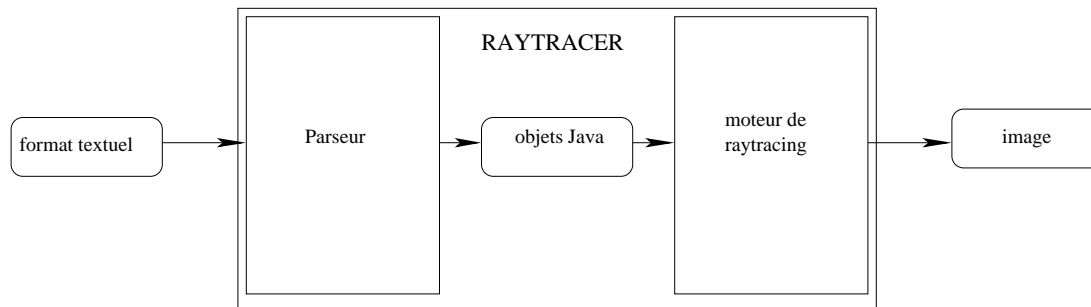 RAYTRACER
format textuel
Parseur
objets Java
moteur de
raytracing
image